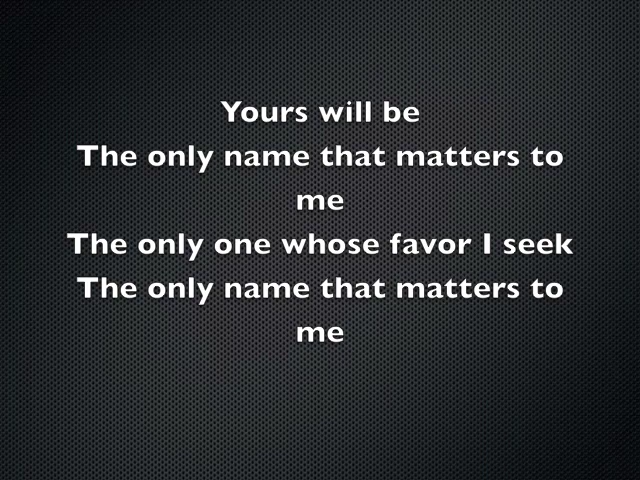 Yours will be
The only name that matters to
me
The only one whose favor I seek
The only name that matters to
me